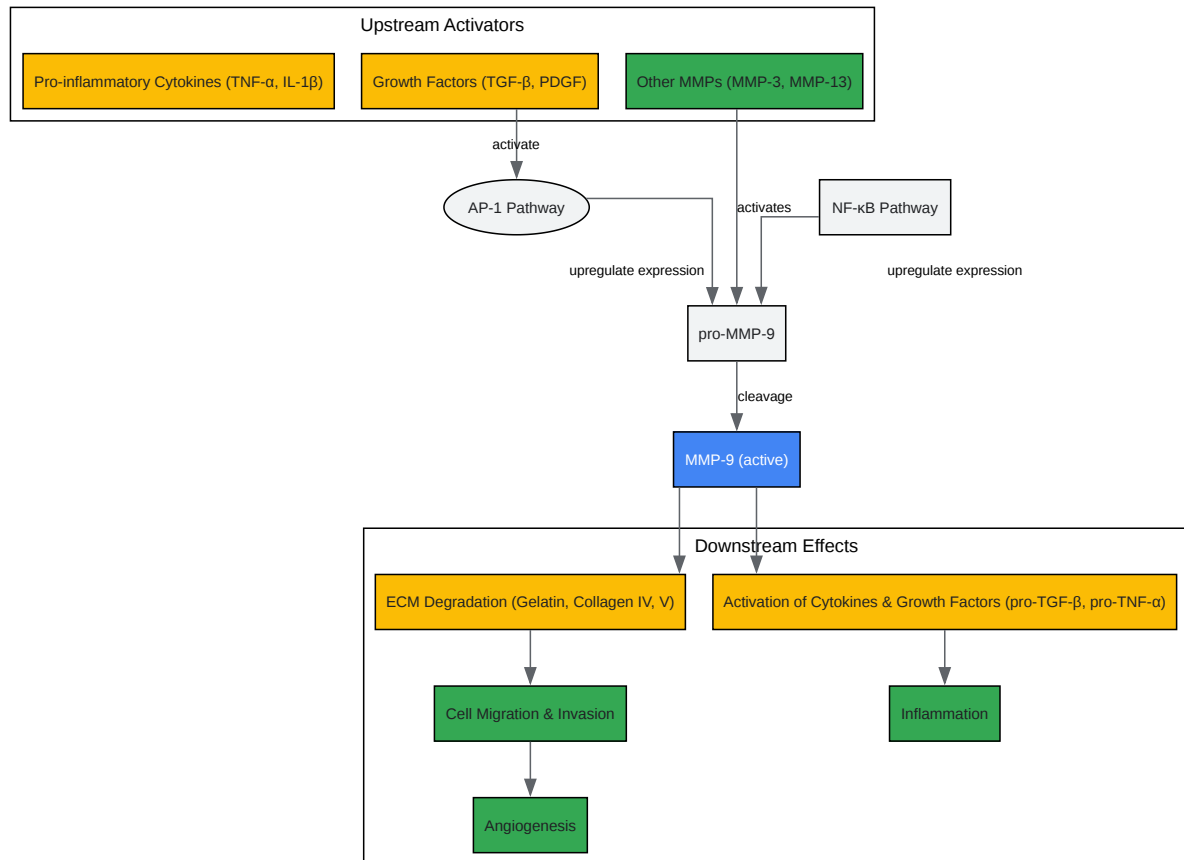 Upstream Activators
Pro-inflammatory Cytokines (TNF-α, IL-1β)
Growth Factors (TGF-β, PDGF)
Other MMPs (MMP-3, MMP-13)
activate
AP-1 Pathway
activates
NF-κB Pathway
upregulate expression
upregulate expression
pro-MMP-9
cleavage
MMP-9 (active)
Downstream Effects
ECM Degradation (Gelatin, Collagen IV, V)
Activation of Cytokines & Growth Factors (pro-TGF-β, pro-TNF-α)
Cell Migration & Invasion
Inflammation
Angiogenesis